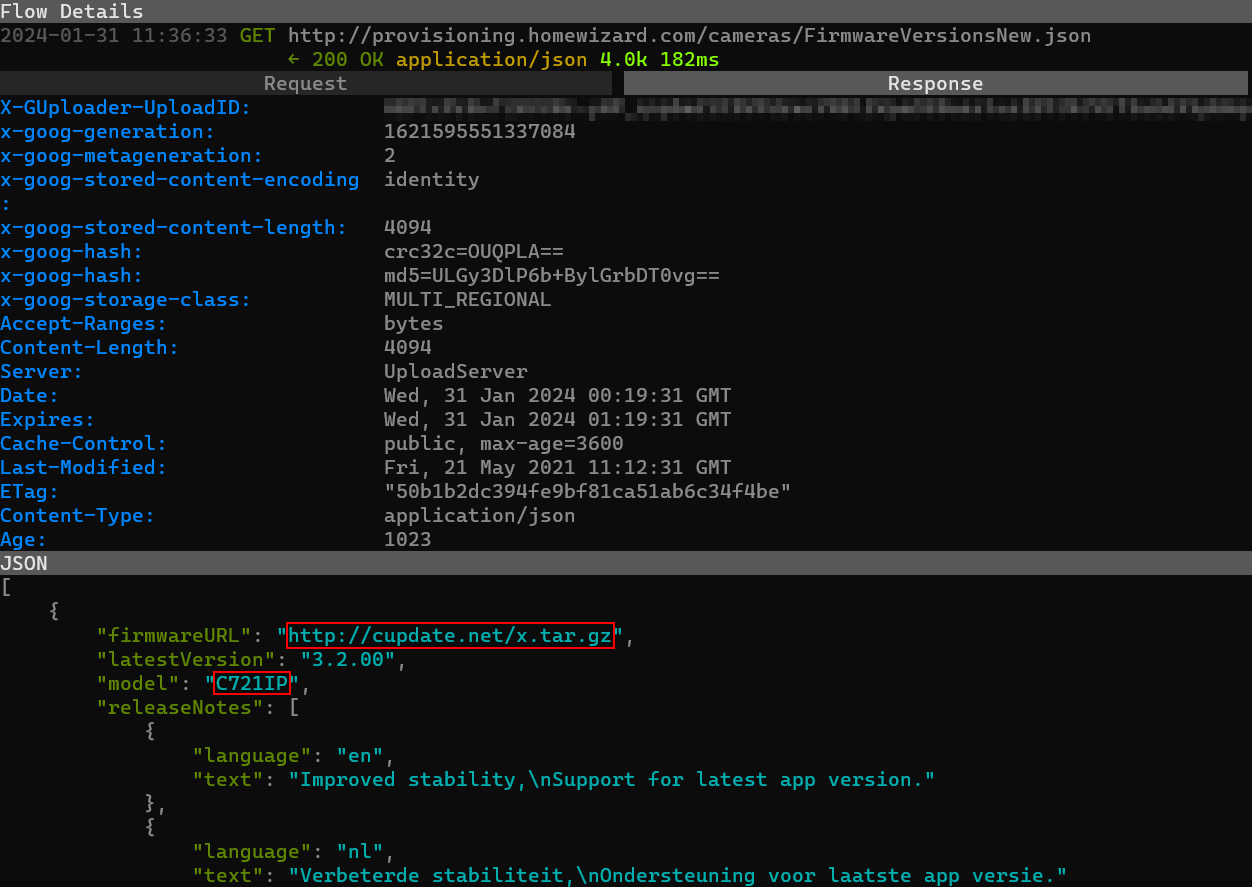 Flow Details
2024-01-31 11:36:33 GET http://provisioning.homewizard.com/cameras/FirmwareVersionsNew.json
← 200 OK application/json 4.0k 182ms
Request Response
X-GUploader-UploadID:
x-goog-generation: 1621595551337084
x-goog-metageneration: 2
x-goog-stored-content-encoding identity
:
x-goog-stored-content-length: 4094
x-goog-hash: crc32c=OUQPLA==
x-goog-hash: md5=ULGy3DlP6b+BylGrbDT0vg==
x-goog-storage-class: MULTI_REGIONAL
Accept-Ranges: bytes
Content-Length: 4094
Server: UploadServer
Date: Wed, 31 Jan 2024 00:19:31 GMT
Expires: Wed, 31 Jan 2024 01:19:31 GMT
Cache-Control: public, max-age=3600
Last-Modified: Fri, 21 May 2021 11:12:31 GMT
ETag: "50b1b2dc394fe9bf81ca51ab6c34f4be"
Content-Type: application/json
Age: 1023
JSON
[
{
"firmwareURL": "http://cupdate.net/x.tar.gz",
"latestVersion": "3.2.00",
"model": "C721IP",
"releaseNotes": [
{
"language": "en",
"text": "Improved stability,\nSupport for latest app version."
},
{
"language": "nl",
"text": "Verbeterde stabiliteit,\nOndersteuning voor laatste app versie."